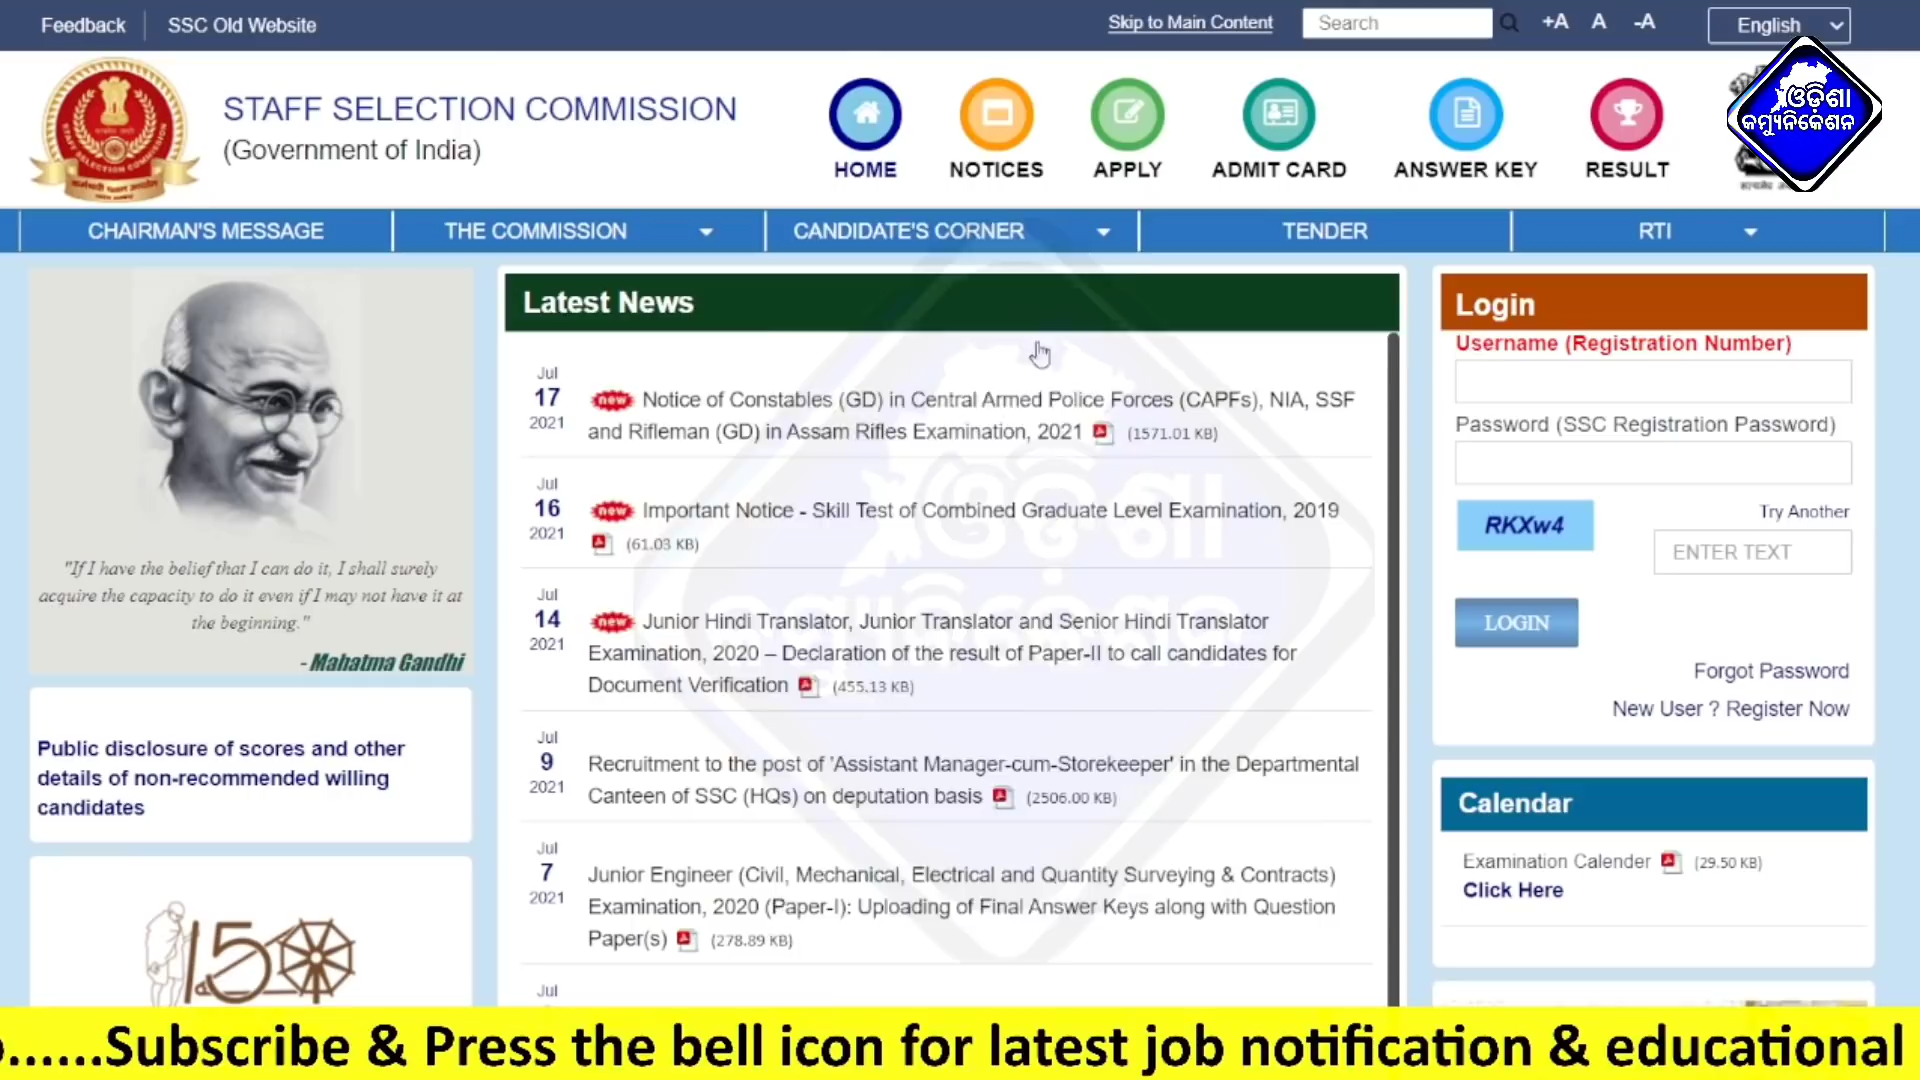 Feedback
SSC Old Website
Skip to Main Content
Search
+A A -A
English
STAFF SELECTION COMMISSION
(Government of India)
HOME
NOTICES
APPLY
ADMIT CARD
ANSWER KEY
RESULT
ଓଡ଼ିଶା
କମ୍ୟୁନିକେଶନ
CHAIRMAN'S MESSAGE
THE COMMISSION
CANDIDATE'S CORNER
TENDER
RTI
"If I have the belief that I can do it, I shall surely
acquire the capacity to do it even if I may not have it at
the beginning."
- Mahatma Gandhi
Public disclosure of scores and other
details of non-recommended willing
candidates
150
Latest News
Jul
17
2021
new Notice of Constables (GD) in Central Armed Police Forces (CAPFs), NIA, SSF
and Rifleman (GD) in Assam Rifles Examination, 2021 (1571.01 KB)
Jul
16
2021
new Important Notice - Skill Test of Combined Graduate Level Examination, 2019
(61.03 KB)
Jul
14
2021
new Junior Hindi Translator, Junior Translator and Senior Hindi Translator
Examination, 2020 – Declaration of the result of Paper-II to call candidates for
Document Verification (455.13 KB)
Jul
9
2021
Recruitment to the post of 'Assistant Manager-cum-Storekeeper' in the Departmental
Canteen of SSC (HQs) on deputation basis (2506.00 KB)
Jul
7
2021
Junior Engineer (Civil, Mechanical, Electrical and Quantity Surveying & Contracts)
Examination, 2020 (Paper-I): Uploading of Final Answer Keys along with Question
Paper(s) (278.89 KB)
Jul
ଓଡ଼ିଶା
କମ୍ୟୁନିକେଶନ
Login
Username (Registration Number)
Password (SSC Registration Password)
RKXw4
Try Another
ENTER TEXT
LOGIN
Forgot Password
New User ? Register Now
Calendar
Examination Calender (29.50 KB)
Click Here
......Subscribe & Press the bell icon for latest job notification & educational